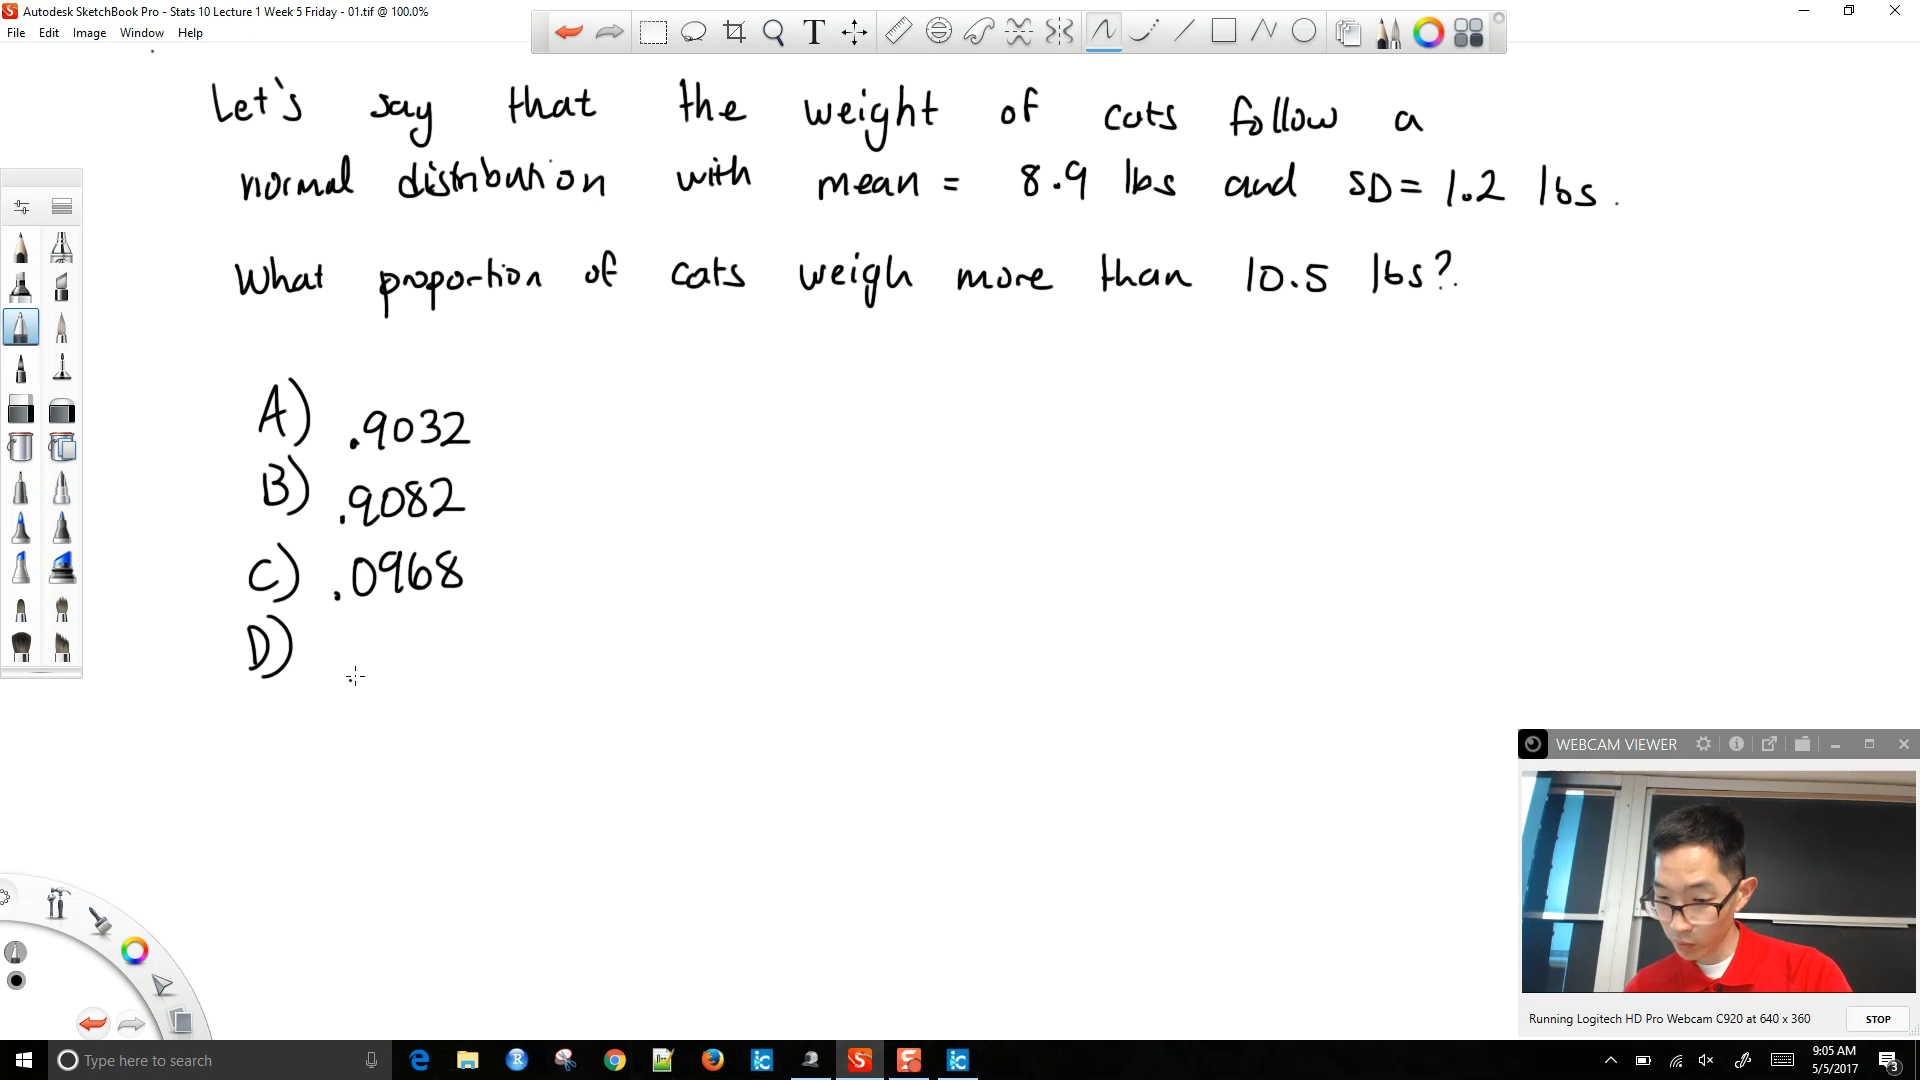 Autodesk SketchBook Pro - Stats 10 Lecture 1 Week 5 Friday - 01.tif @ 100.0%
File Edit Image Window Help
T
Let's say that the weight of cats follow a
normal distribution with mean = 8.9 lbs and SD = 1.2 lbs.
What proportion of cats weigh more than 10.5 lbs?
A) .9032
B) .9082
C) .0968
D) .
WEBCAM VIEWER
Running Logitech HD Pro Webcam C920 at 640 x 360
STOP
Type here to search
9:05 AM
5/5/2017
3